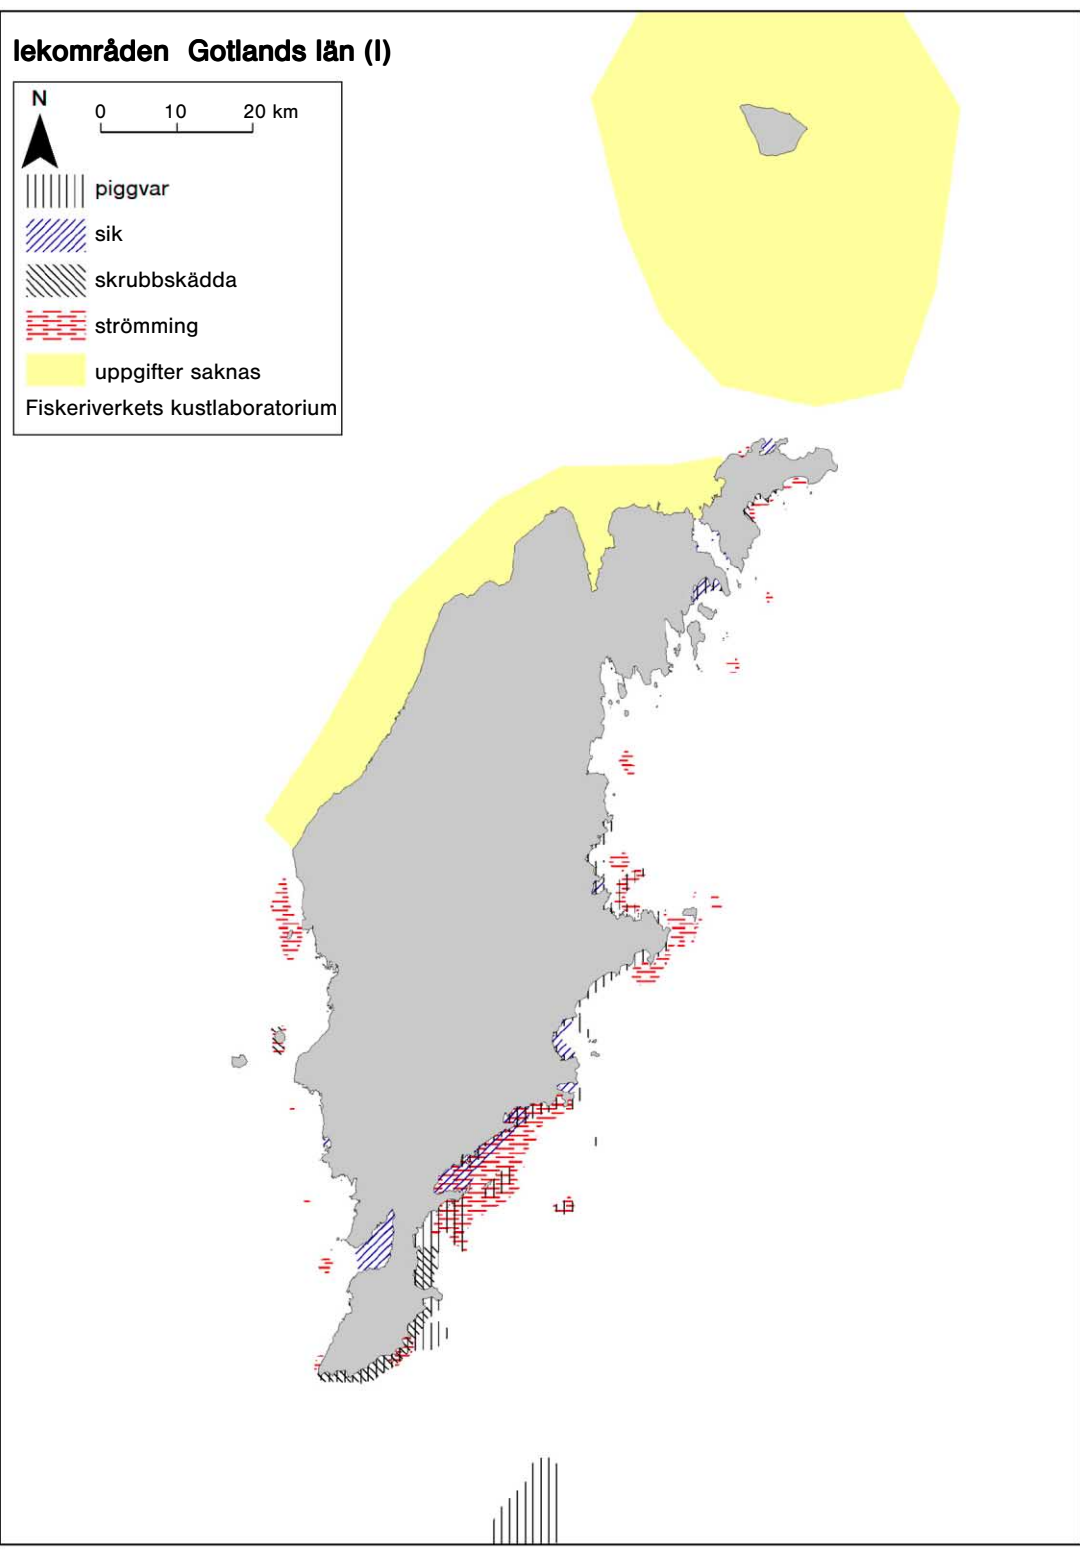 lekområden Gotlands län (I)
N
0 10 20 km
piggvar
sik
skrubbskädda
strömming
uppgifter saknas
Fiskeriverkets kustlaboratorium